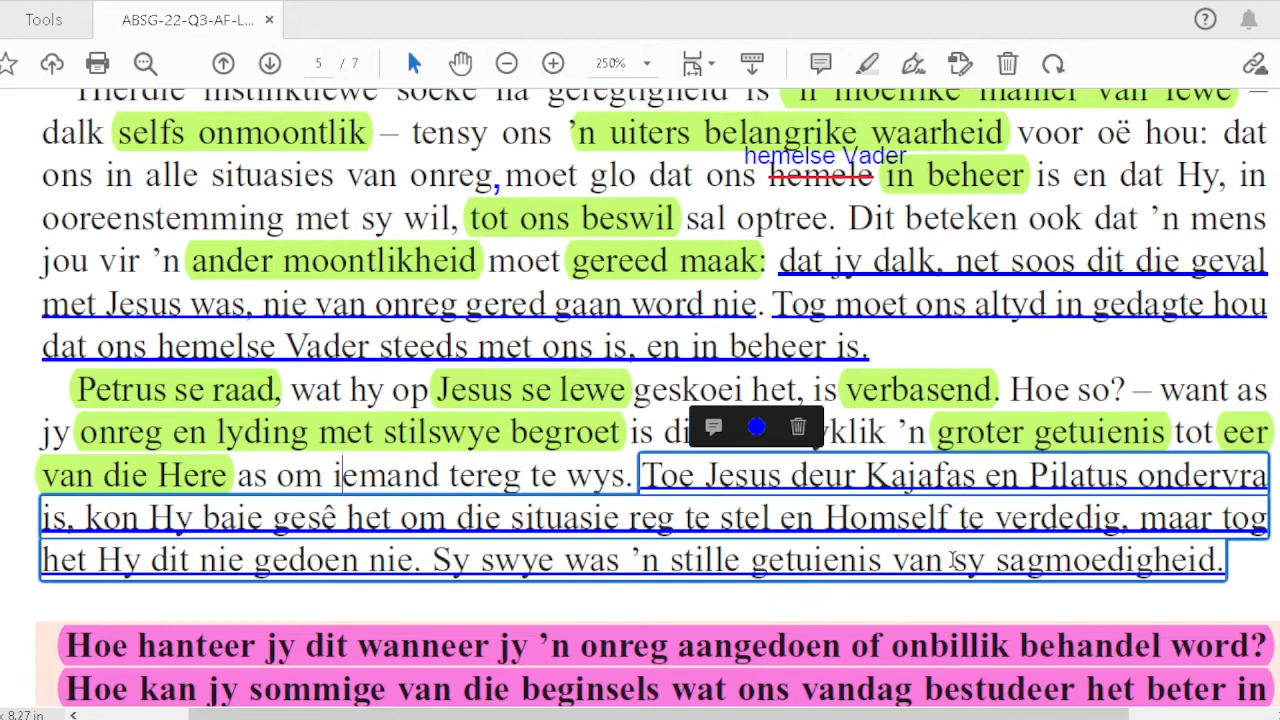 Tools
ABSG-22-Q3-AF-L... ×
5 / 7
250%
Hierdie instinktiewe soeke na geregtigheid is ’n moeilike manier van lewe –
dalk selfs onmoontlik – tensy ons ’n uiters belangrike waarheid voor oë hou: dat
hemelse Vader
ons in alle situasies van onreg, moet glo dat ons hemele in beheer is en dat Hy, in
ooreenstemming met sy wil, tot ons beswil sal optree. Dit beteken ook dat ’n mens
jou vir ’n ander moontlikheid moet gereed maak: dat jy dalk, net soos dit die geval
met Jesus was, nie van onreg gered gaan word nie. Tog moet ons altyd in gedagte hou
dat ons hemelse Vader steeds met ons is, en in beheer is.
Petrus se raad, wat hy op Jesus se lewe geskoei het, is verbasend. Hoe so? – want as
jy onreg en lyding met stilswye begroet is yklik ’n groter getuienis tot eer
van die Here as om iemand tereg te wys. Toe Jesus deur Kajafas en Pilatus ondervra
is, kon Hy baie gesê het om die situasie reg te stel en Homself te verdedig, maar tog
het Hy dit nie gedoen nie. Sy swye was ’n stille getuienis van sy sagmoedigheid.
Hoe hanteer jy dit wanneer jy ’n onreg aangedoen of onbillik behandel word?
Hoe kan jy sommige van die beginsels wat ons vandag bestudeer het beter in
x 8,27 in